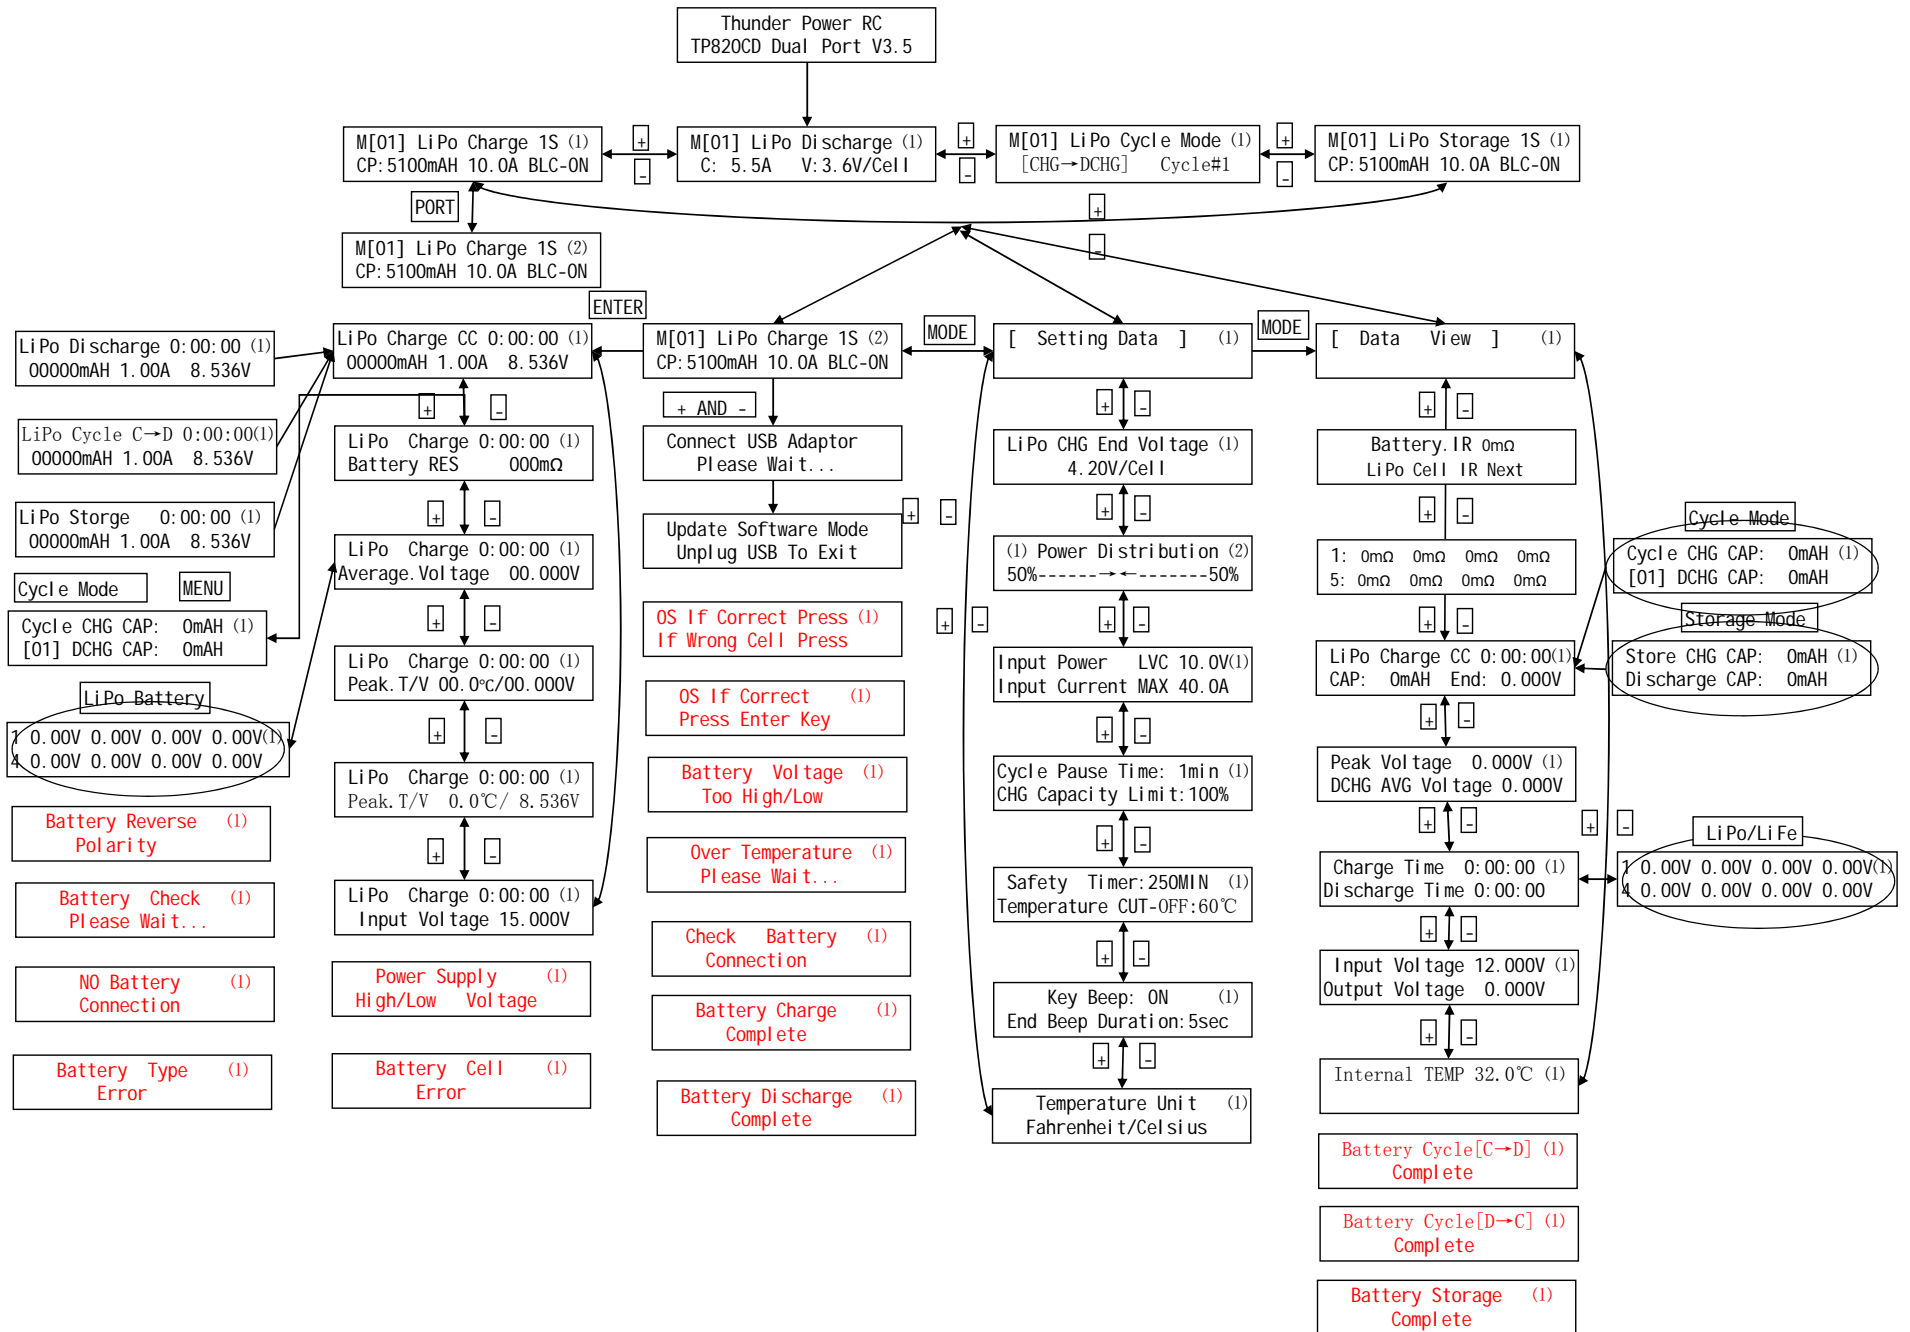 Thunder Power RC
TP820CD Dual Port V3.5
M[01] LiPo Charge 1S (1)
CP:5100mAH 10.0A BLC-ON
+
-
M[01] LiPo Discharge (1)
C: 5.5A V:3.6V/Cell
+
-
M[01] LiPo Cycle Mode (1)
[CHG→DCHG] Cycle#1
+
-
M[01] LiPo Storage 1S (1)
CP:5100mAH 10.0A BLC-ON
PORT
+
-
M[01] LiPo Charge 1S (2)
CP:5100mAH 10.0A BLC-ON
ENTER
MODE
MODE
LiPo Discharge 0:00:00 (1)
00000mAH 1.00A 8.536V
LiPo Cycle C→D 0:00:00(1)
00000mAH 1.00A 8.536V
LiPo Storge 0:00:00 (1)
00000mAH 1.00A 8.536V
Cycle Mode
MENU
Cycle CHG CAP: 0mAH (1)
[01] DCHG CAP: 0mAH
LiPo Battery
1 0.00V 0.00V 0.00V 0.00V(1)
4 0.00V 0.00V 0.00V 0.00V
Battery Reverse (1)
Polarity
Battery Check (1)
Please Wait...
NO Battery (1)
Connection
Battery Type (1)
Error
LiPo Charge CC 0:00:00 (1)
00000mAH 1.00A 8.536V
+ -
LiPo Charge 0:00:00 (1)
Battery RES 000mΩ
+ -
LiPo Charge 0:00:00 (1)
Average.Voltage 00.000V
+ -
LiPo Charge 0:00:00 (1)
Peak.T/V 00.0℃/00.000V
+ -
LiPo Charge 0:00:00 (1)
Peak.T/V 0.0℃/ 8.536V
+ -
LiPo Charge 0:00:00 (1)
Input Voltage 15.000V
Power Supply (1)
High/Low Voltage
Battery Cell (1)
Error
M[01] LiPo Charge 1S (2)
CP:5100mAH 10.0A BLC-ON
+ AND -
Connect USB Adaptor
Please Wait...
Update Software Mode
Unplug USB To Exit
OS If Correct Press (1)
If Wrong Cell Press
OS If Correct (1)
Press Enter Key
Battery Voltage (1)
Too High/Low
Over Temperature (1)
Please Wait...
Check Battery (1)
Connection
Battery Charge (1)
Complete
Battery Discharge (1)
Complete
+ -
+ -
[ Setting Data ] (1)
+ -
LiPo CHG End Voltage (1)
4.20V/Cell
+ -
(1) Power Distribution (2)
50%------→←-------50%
+ -
Input Power LVC 10.0V(1)
Input Current MAX 40.0A
+ -
Cycle Pause Time: 1min (1)
CHG Capacity Limit:100%
+ -
Safety Timer:250MIN (1)
Temperature CUT-OFF:60℃
+ -
Key Beep: ON (1)
End Beep Duration:5sec
+ -
Temperature Unit (1)
Fahrenheit/Celsius
[ Data View ] (1)
+ -
Battery.IR 0mΩ
LiPo Cell IR Next
+ -
1: 0mΩ 0mΩ 0mΩ 0mΩ
5: 0mΩ 0mΩ 0mΩ 0mΩ
+ -
LiPo Charge CC 0:00:00(1)
CAP: 0mAH End: 0.000V
+ -
Peak Voltage 0.000V (1)
DCHG AVG Voltage 0.000V
+ -
Charge Time 0:00:00 (1)
Discharge Time 0:00:00
+ -
Input Voltage 12.000V (1)
Output Voltage 0.000V
+ -
Internal TEMP 32.0℃ (1)
Battery Cycle[C→D] (1)
Complete
Battery Cycle[D→C] (1)
Complete
Battery Storage (1)
Complete
Cycle Mode
Cycle CHG CAP: 0mAH (1)
[01] DCHG CAP: 0mAH
Storage Mode
Store CHG CAP: 0mAH (1)
Discharge CAP: 0mAH
+ -
LiPo/LiFe
1 0.00V 0.00V 0.00V 0.00V(1)
4 0.00V 0.00V 0.00V 0.00V